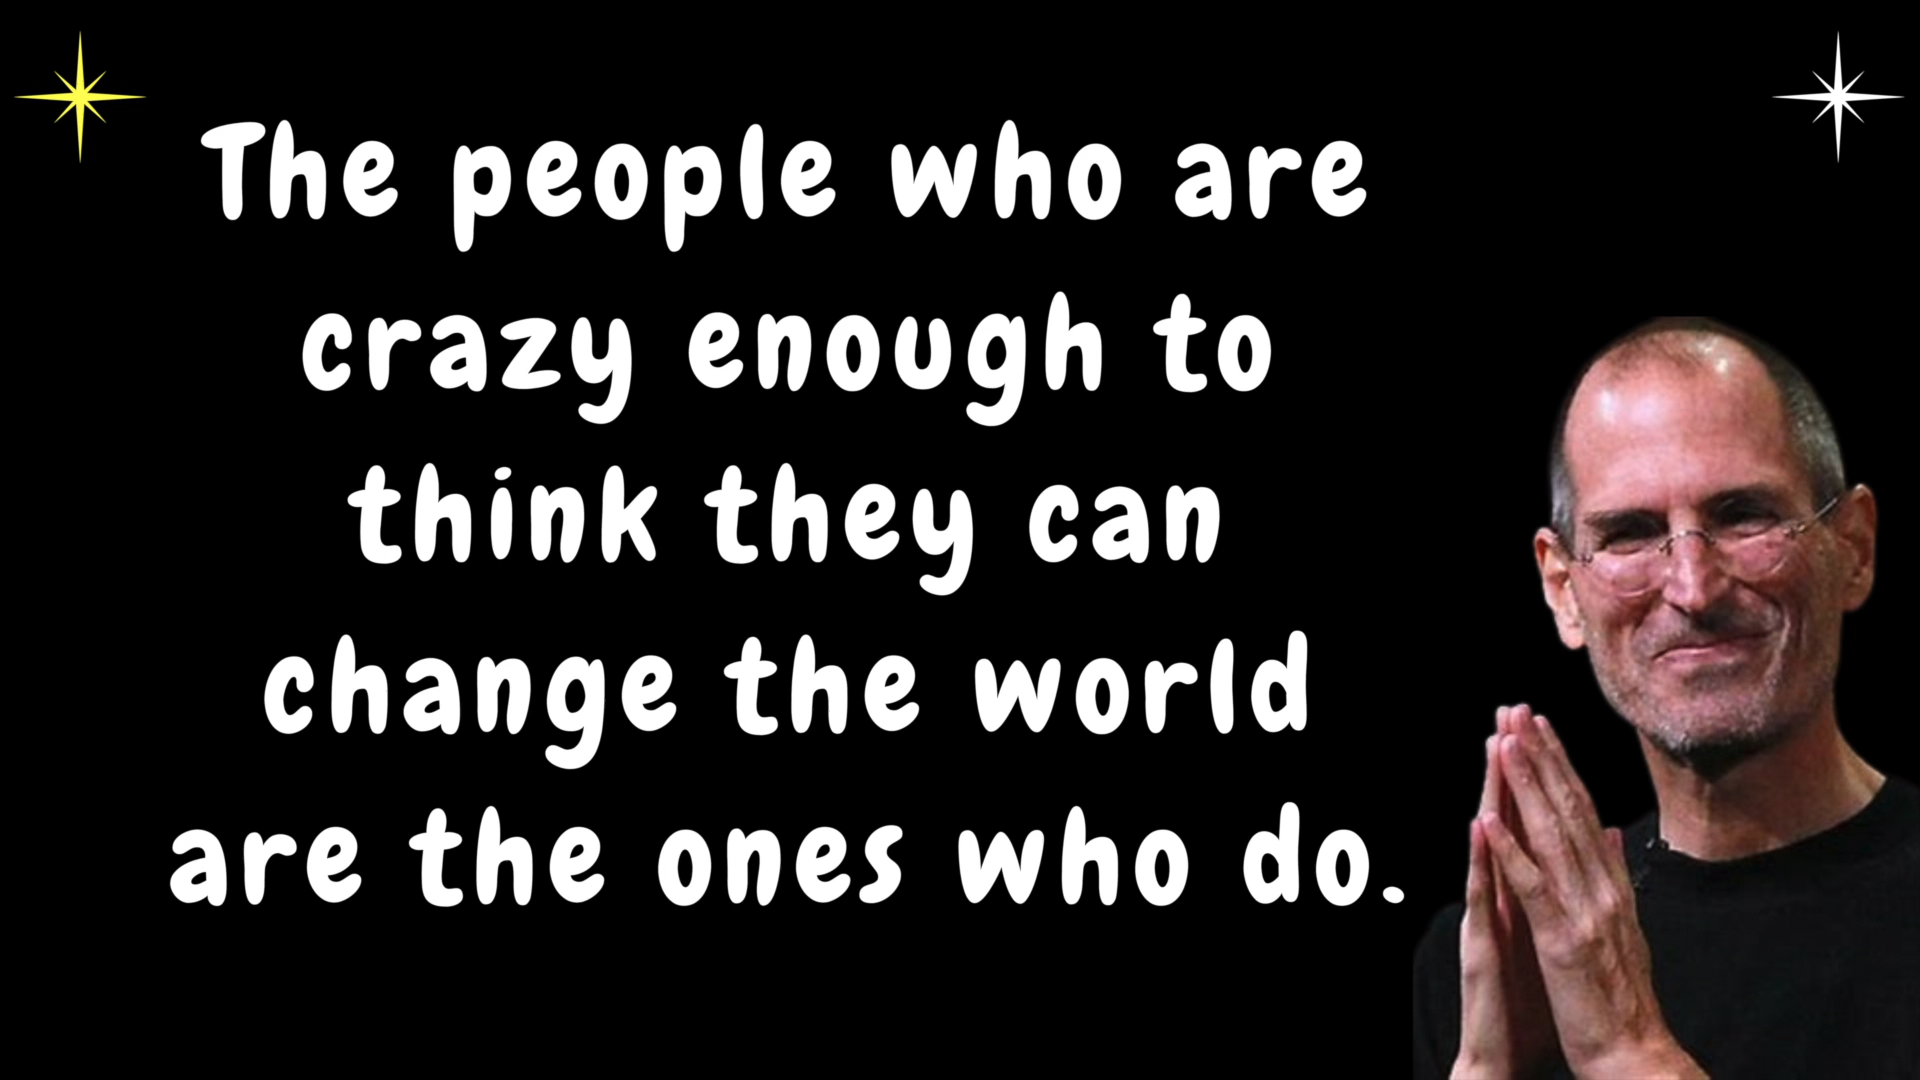 The people who are
crazy enough to
think they can
change the world
are the ones who do.